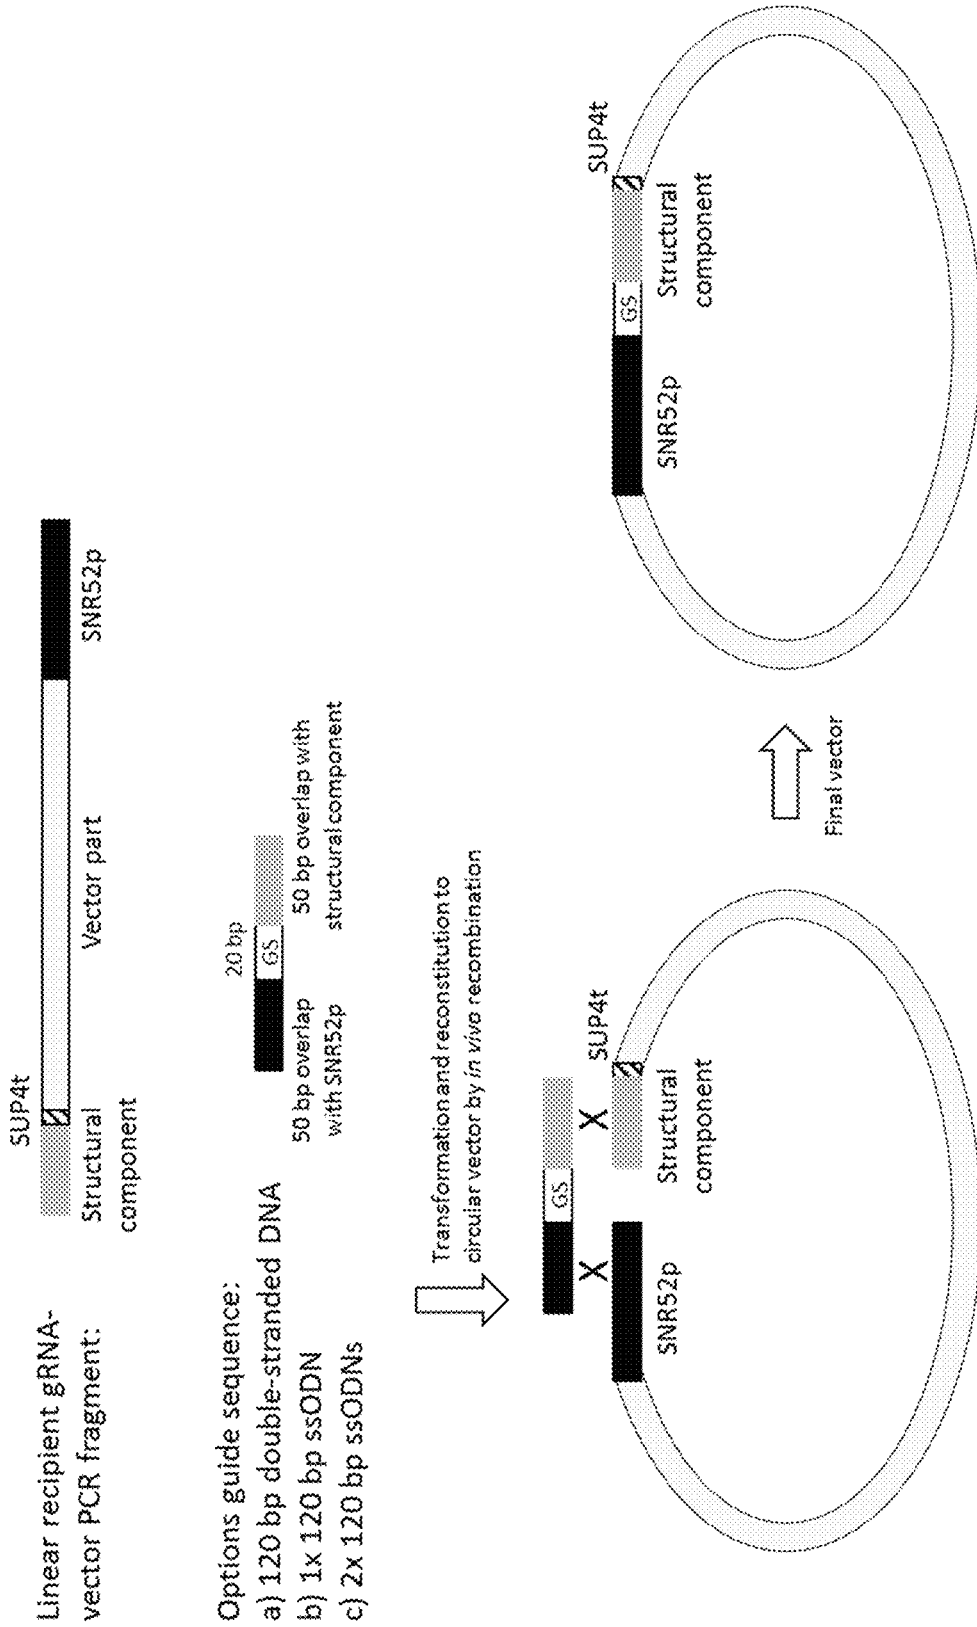 Linear recipient gRNA-
vector PCR fragment:
SUP4t
Structural
component
Vector part
SNR52p
Options guide sequence:
a) 120 bp double-stranded DNA
b) 1x 120 bp ssODN
c) 2x 120 bp ssODNs
20 bp
GS
50 bp overlap
with SNR52p
50 bp overlap with
structural component
Transformation and reconstitution to
circular vector by in vivo recombination
GS
X
X
SUP4t
SNR52p
Structural
component
Final vector
SUP4t
GS
SNR52p
Structural
component